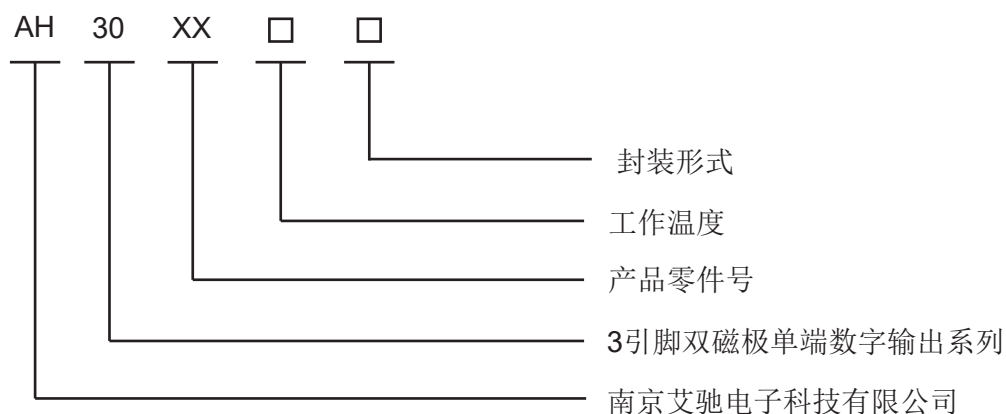 AH 30 XX □ □
封装形式
工作温度
产品零件号
3引脚双磁极单端数字输出系列
南京艾驰电子科技有限公司